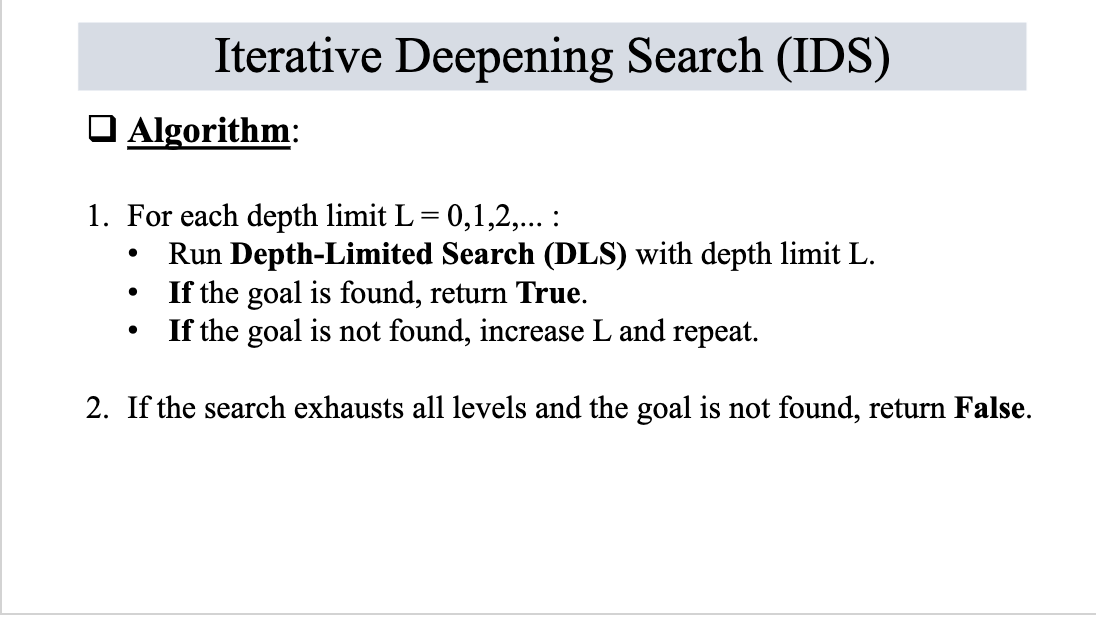 Iterative Deepening Search (IDS)
❑ Algorithm:
1. For each depth limit L = 0,1,2,... :
• Run Depth-Limited Search (DLS) with depth limit L.
• If the goal is found, return True.
• If the goal is not found, increase L and repeat.
2. If the search exhausts all levels and the goal is not found, return False.